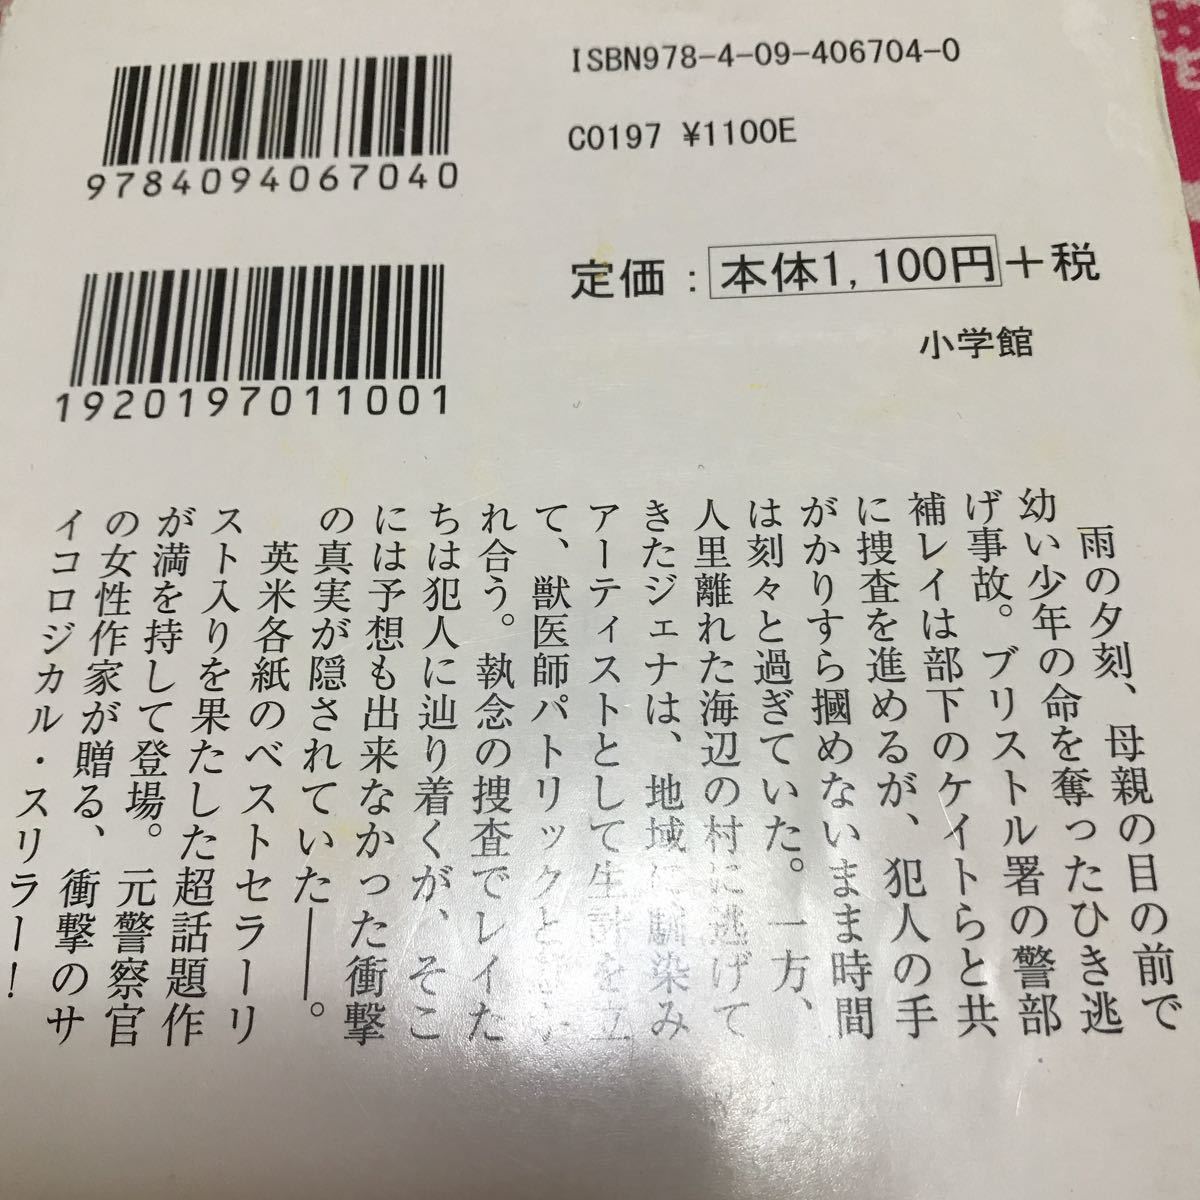 ISBN978-4-09-406704-0
C0197 ¥1100E
9784094067040
定価：本体1,100円＋税
1920197011001
小学館
雨の夕刻、母親の目の前で
幼い少年の命を奪ったひき逃
げ事故。ブリストル署の警部
補レイは部下のケイトらと共
に捜査を進めるが、犯人の手
がかりすら摑めないまま時間
は刻々と過ぎていた。一方、
人里離れた海辺の村に逃げて
きたジェナは、地域に馴染み
アーティストとして生計を立
て、獣医師パトリックと
れ合う。執念の捜査でレイた
ちは犯人に辿り着くが、そこ
には予想も出来なかった衝撃
の真実が隠されていた――。
英米各紙のベストセラーリ
スト入りを果たした超話題作
が満を持して登場。元警察官
の女性作家が贈る、衝撃のサ
イコロジカル・スリラー！